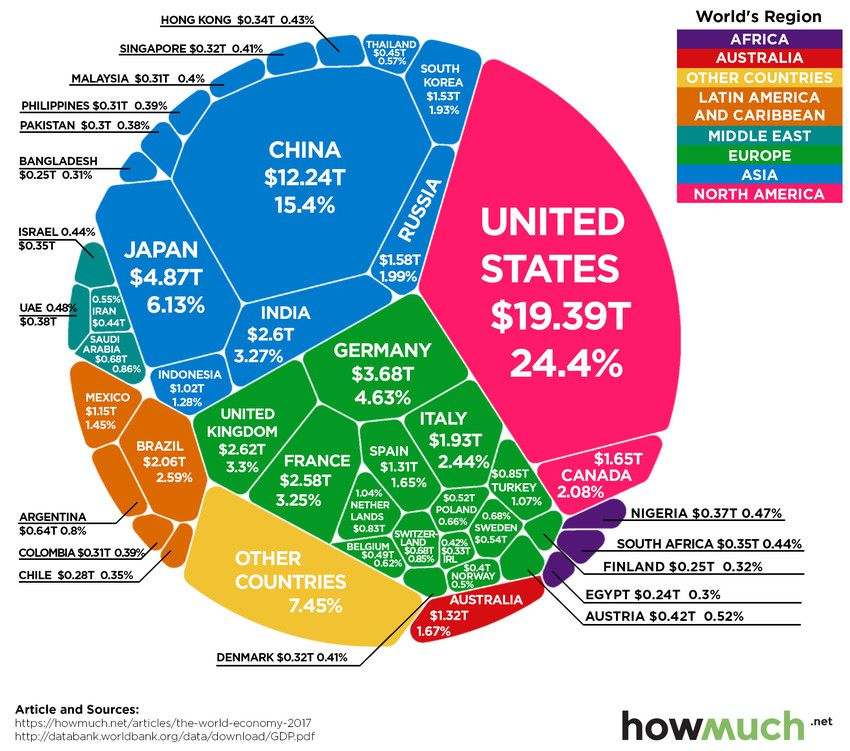 HONG KONG $0.34T 0.43%
SINGAPORE $0.32T 0.41%
MALAYSIA $0.31T 0.4%
PHILIPPINES $0.31T 0.39%
PAKISTAN $0.3T 0.38%
BANGLADESH
$0.25T 0.31%
THAILAND
$0.45T
0.57%
SOUTH
KOREA
$1.53T
1.93%
CHINA
$12.24T
15.4%
RUSSIA
$1.58T
1.99%
JAPAN
$4.87T
6.13%
INDIA
$2.6T
3.27%
INDONESIA
$1.02T
1.28%
World's Region
AFRICA
AUSTRALIA
OTHER COUNTRIES
LATIN AMERICA
AND CARIBBEAN
MIDDLE EAST
EUROPE
ASIA
NORTH AMERICA
UNITED
STATES
$19.39T
24.4%
$1.65T
CANADA
2.08%
ISRAEL 0.44%
$0.35T
UAE 0.48%
$0.38T
0.55%
IRAN
$0.44T
SAUDI
ARABIA
$0.68T
0.86%
MEXICO
$1.15T
1.45%
BRAZIL
$2.06T
2.59%
ARGENTINA
$0.64T 0.8%
COLOMBIA $0.31T 0.39%
CHILE $0.28T 0.35%
GERMANY
$3.68T
4.63%
UNITED
KINGDOM
$2.62T
3.3%
FRANCE
$2.58T
3.25%
SPAIN
$1.31T
1.65%
ITALY
$1.93T
2.44%
$0.85T
TURKEY
1.07%
1.04%
NETHER
LANDS
$0.83T
$0.52T
POLAND
0.66%
0.68%
SWEDEN
$0.54T
BELGIUM
$0.49T
0.62%
SWITZER-
LAND
$0.68T
0.85%
0.42%
$0.33T
IRL
$0.4T
NORWAY
0.5%
OTHER
COUNTRIES
7.45%
AUSTRALIA
$1.32T
1.67%
NIGERIA $0.37T 0.47%
SOUTH AFRICA $0.35T 0.44%
FINLAND $0.25T 0.32%
EGYPT $0.24T 0.3%
AUSTRIA $0.42T 0.52%
DENMARK $0.32T 0.41%
Article and Sources:
https://howmuch.net/articles/the-world-economy-2017
http://databank.worldbank.org/data/download/GDP.pdf
howmuch.net